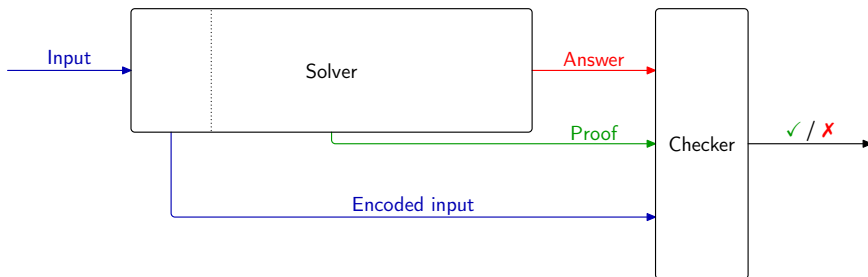 Input
Solver
Answer
Proof
Checker
✓ / ✗
Encoded input